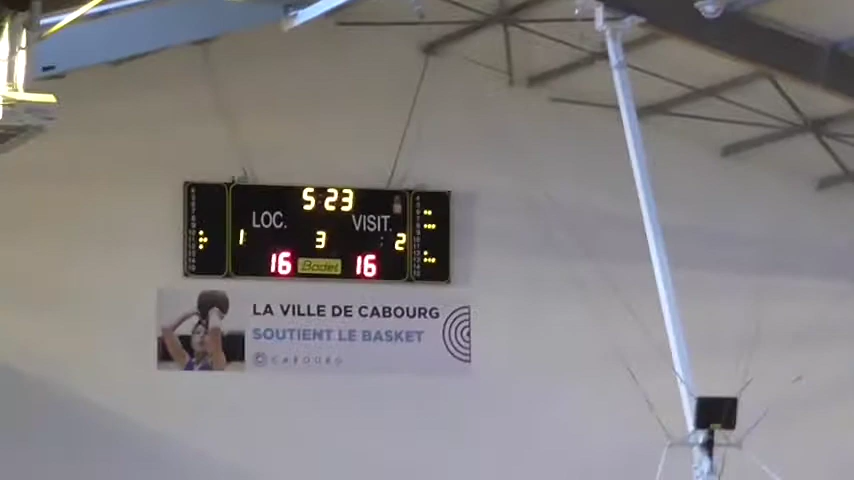 5:23
LOC. VISIT.
1 3 2
16 Bodet 16
LA VILLE DE CABOURG
SOUTIENT LE BASKET
CABOURG